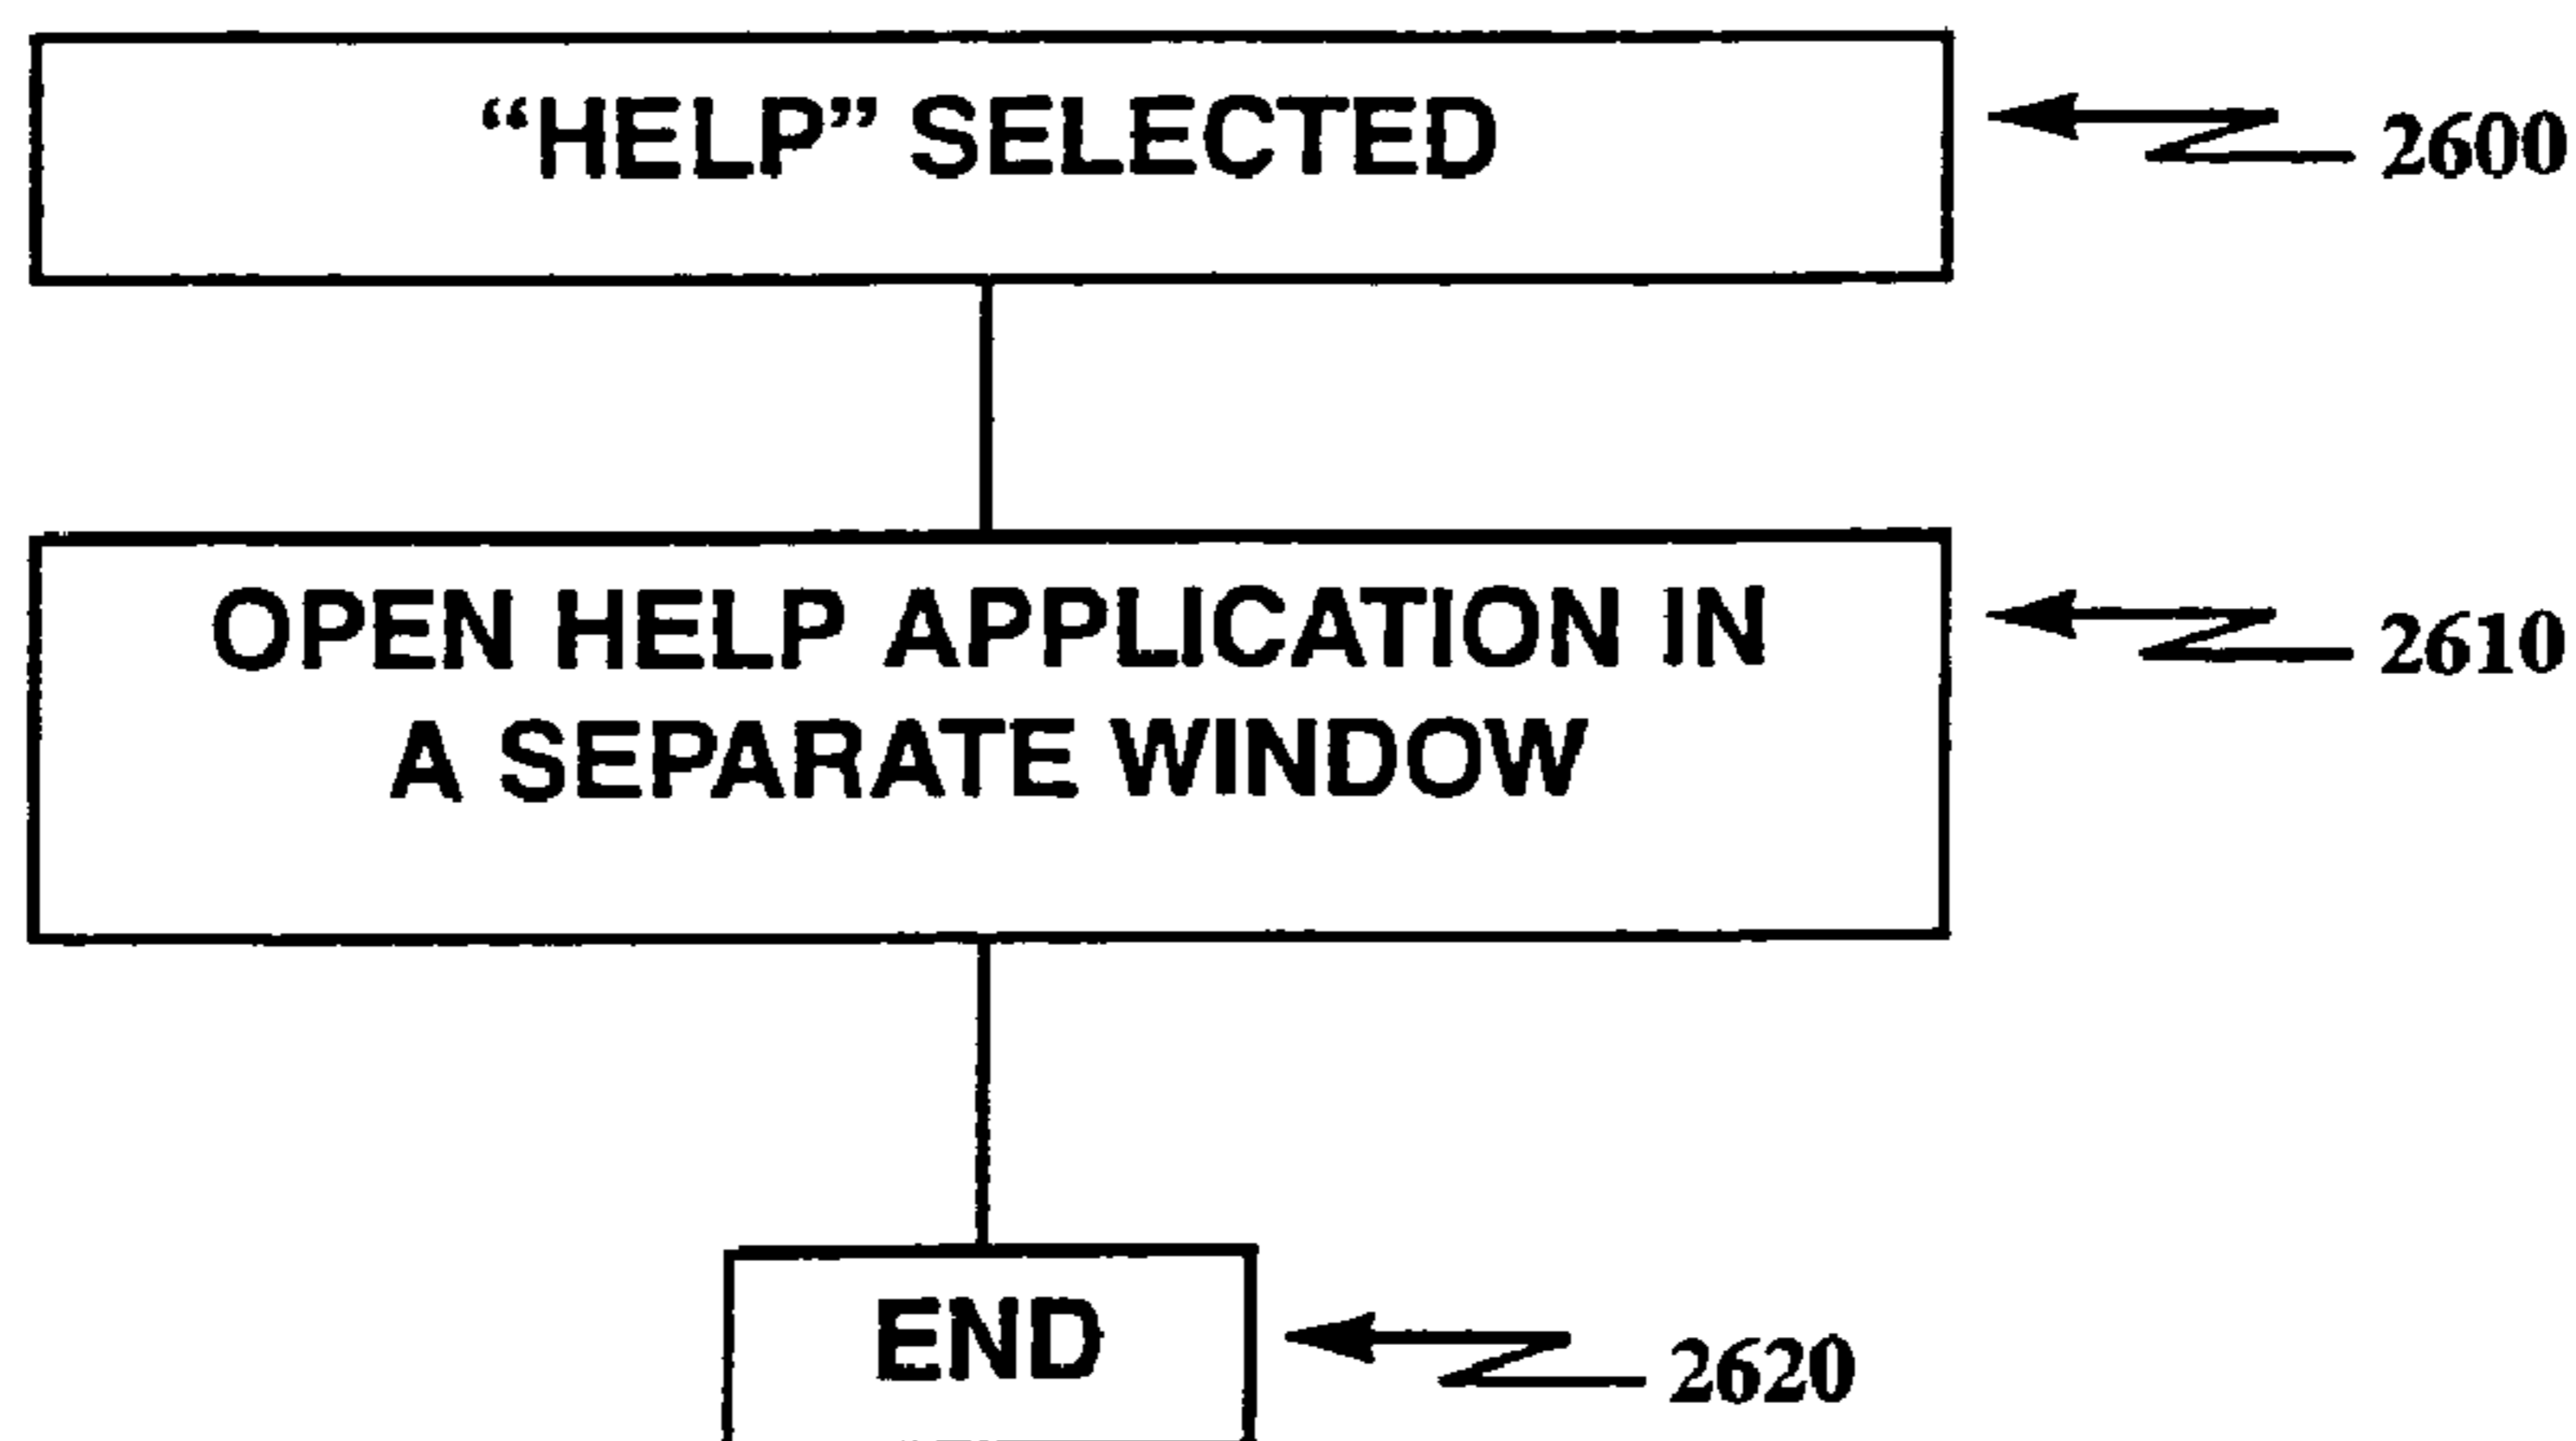 “HELP” SELECTED
2600
OPEN HELP APPLICATION IN
A SEPARATE WINDOW
2610
END
2620